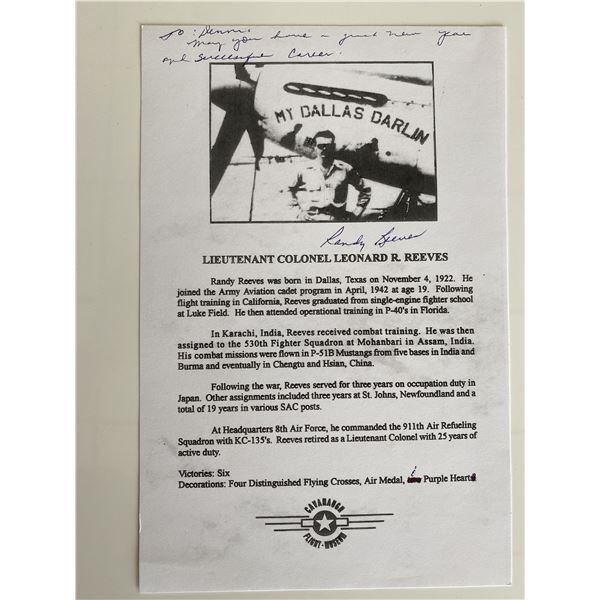 To: Dennis,
May you have a great New Year
and Successful Career.
MY DALLAS DARLIN
Randy Reeves
LIEUTENANT COLONEL LEONARD R. REEVES
Randy Reeves was born in Dallas, Texas on November 4, 1922. He
joined the Army Aviation cadet program in April, 1942 at age 19. Following
flight training in California, Reeves graduated from single-engine fighter school
at Luke Field. He then attended operational training in P-40's in Florida.
In Karachi, India, Reeves received combat training. He was then
assigned to the 530th Fighter Squadron at Mohanbari in Assam, India.
His combat missions were flown in P-51B Mustangs from five bases in India and
Burma and eventually in Chengtu and Hsian, China.
Following the war, Reeves served for three years on occupation duty in
Japan. Other assignments included three years at St. Johns, Newfoundland and a
total of 19 years in various SAC posts.
At Headquarters 8th Air Force, he commanded the 911th Air Refueling
Squadron with KC-135's. Reeves retired as a Lieutenant Colonel with 25 years of
active duty.
Victories: Six
Decorations: Four Distinguished Flying Crosses, Air Medal, Purple Heart
CAVANAUGH
FLIGHT MUSEUM